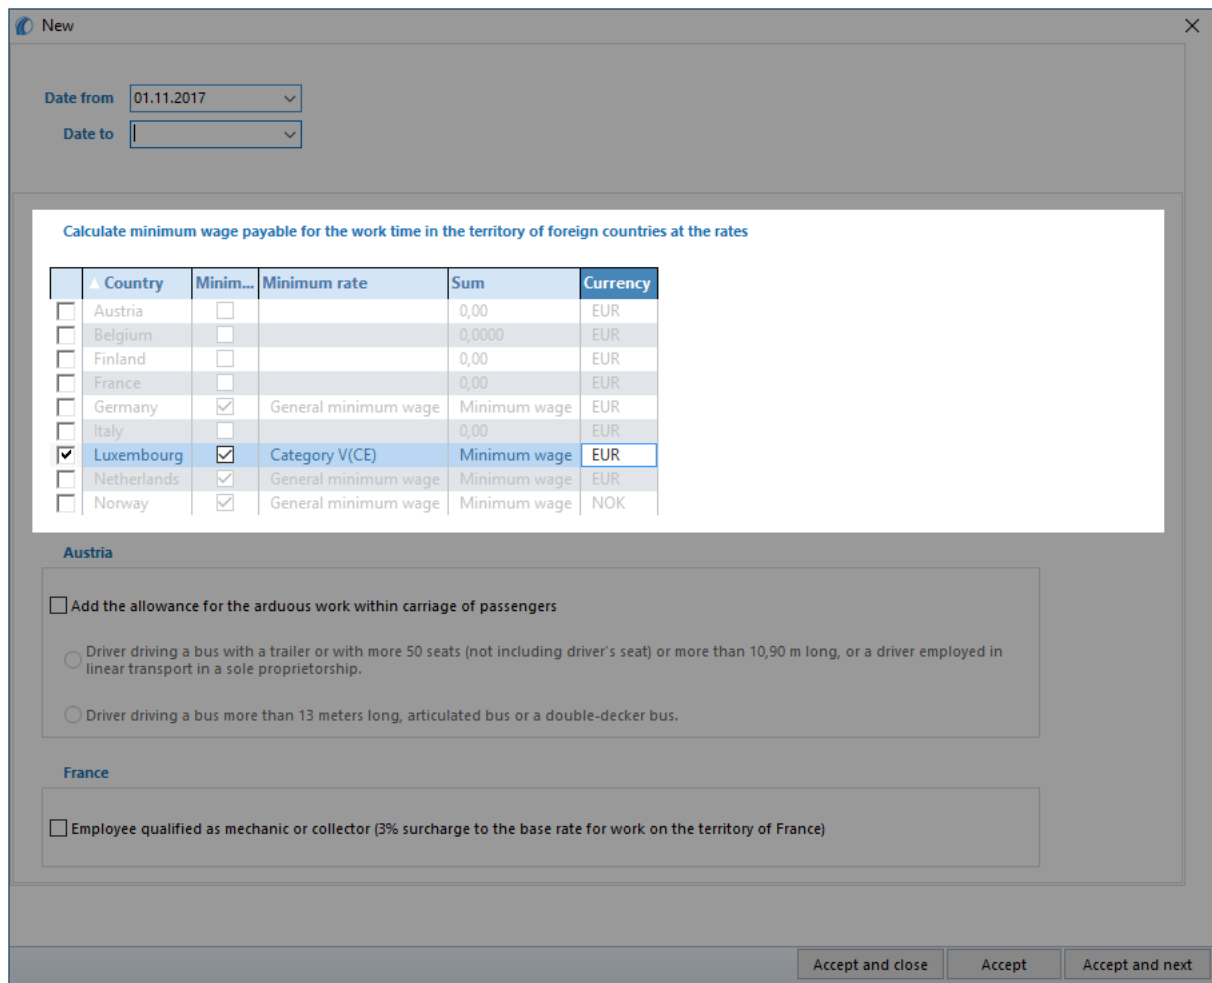 New
Date from 01.11.2017
Date to
Calculate minimum wage payable for the work time in the territory of foreign countries at the rates
Country Minim... Minimum rate Sum Currency
Austria 0,00 EUR
Belgium 0,0000 EUR
Finland 0,00 EUR
France 0,00 EUR
Germany General minimum wage Minimum wage EUR
Italy 0,00 EUR
Luxembourg Category V(CE) Minimum wage EUR
Netherlands General minimum wage Minimum wage EUR
Norway General minimum wage Minimum wage NOK
Austria
Add the allowance for the arduous work within carriage of passengers
Driver driving a bus with a trailer or with more 50 seats (not including driver's seat) or more than 10,90 m long, or a driver employed in
linear transport in a sole proprietorship.
Driver driving a bus more than 13 meters long, articulated bus or a double-decker bus.
France
Employee qualified as mechanic or collector (3% surcharge to the base rate for work on the territory of France)
Accept and close Accept Accept and next